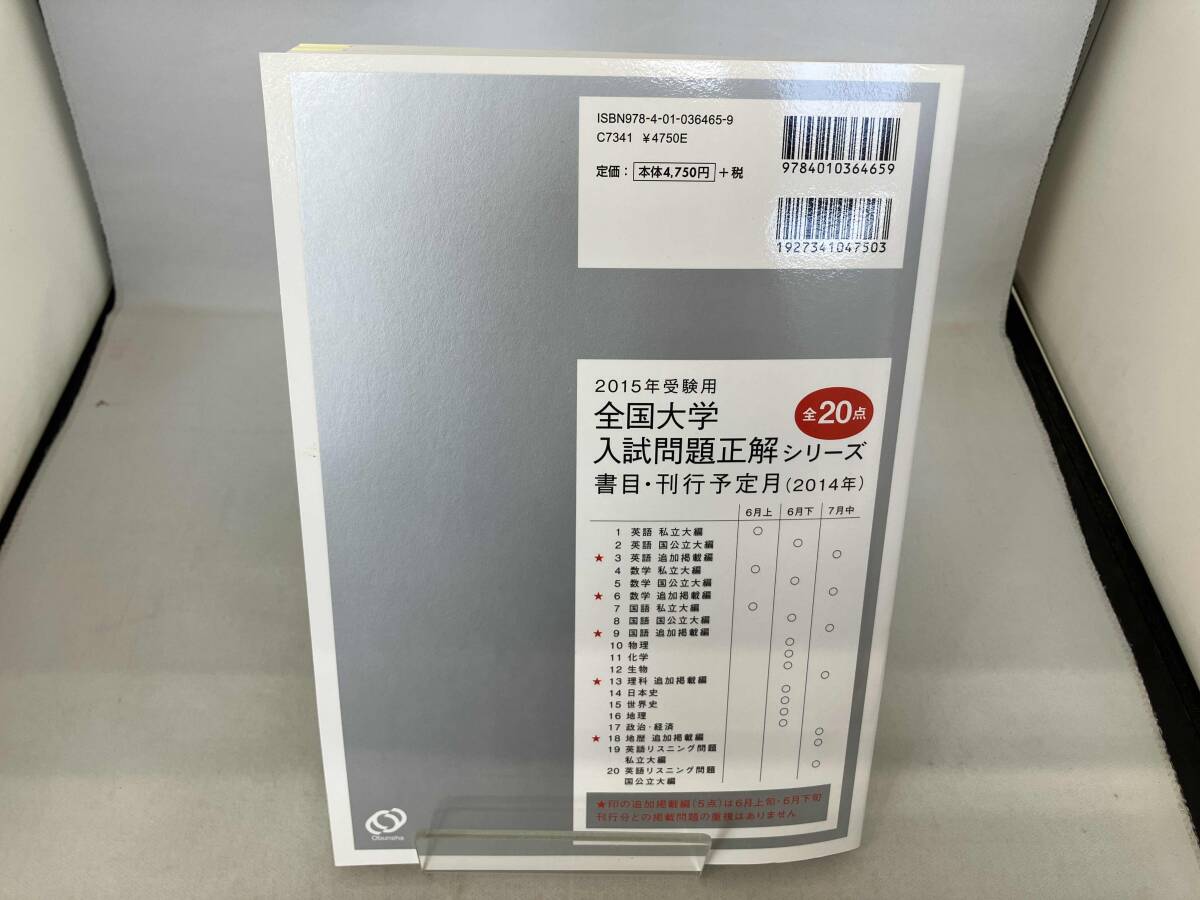 ISBN978-4-01-036465-9
C7341 ¥4750E
定価：本体4,750円+税
9784010364659
1927341047503
2015年受験用
全国大学
全20点
入試問題正解シリーズ
書目・刊行予定月（2014年）
6月上 6月下 7月中
1 英語 私立大編 ○
2 英語 国公立大編 ○
★ 3 英語 追加掲載編 ○
4 数学 私立大編 ○
5 数学 国公立大編 ○
★ 6 数学 追加掲載編 ○
7 国語 私立大編 ○
8 国語 国公立大編 ○
★ 9 国語 追加掲載編 ○
10 物理 ○
11 化学 ○
12 生物 ○
★ 13 理科 追加掲載編 ○
14 日本史 ○
15 世界史 ○
16 地理 ○
17 政治・経済 ○
★ 18 地歴 追加掲載編 ○
19 英語リスニング問題 ○
私立大編
20 英語リスニング問題 ○
国公立大編
★印の追加掲載編（5点）は6月上旬・6月下旬
刊行分との掲載問題の重複はありません
Obunsha